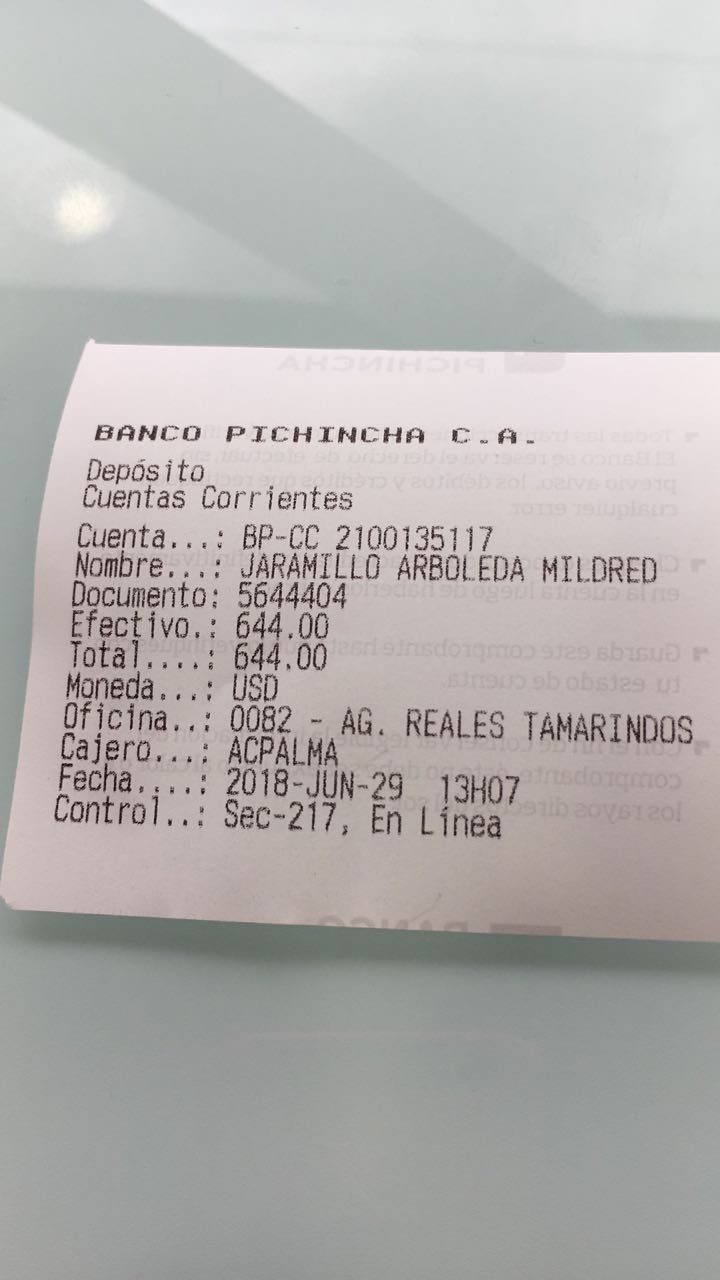 BANCO PICHINCHA C.A.
Depósito
Cuentas Corrientes
Cuenta...: BP-CC 2100135117
Nombre...: JARAMILLO ARBOLEDA MILDRED
Documento: 5644404
Efectivo.: 644.00
Total....: 644.00
Moneda...: USD
Oficina..: 0082 - AG. REALES TAMARINDOS
Cajero...: ACPALMA
Fecha....: 2018-JUN-29 13H07
Control..: Sec-217, En Línea